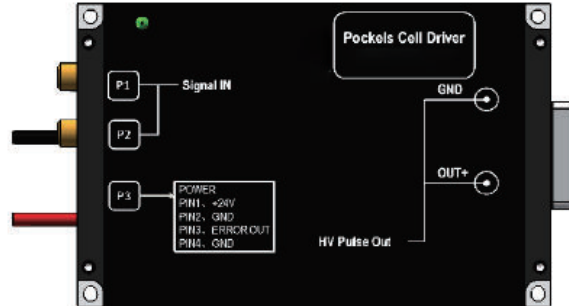 Pockels Cell Driver
P1
Signal IN
P2
GND
P3
POWER
PIN1、+24V
PIN2、GND
PIN3、ERROR OUT
PIN4、GND
OUT+
HV Pulse Out